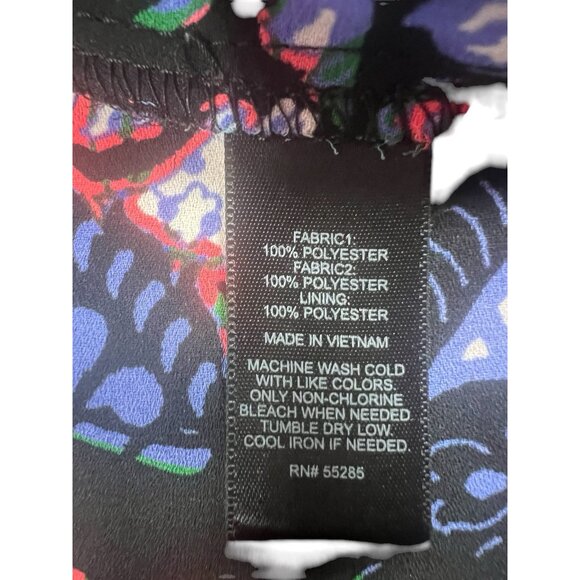 FABRIC1:
100% POLYESTER
FABRIC2:
100% POLYESTER
LINING:
100% POLYESTER
MADE IN VIETNAM
MACHINE WASH COLD
WITH LIKE COLORS.
ONLY NON-CHLORINE
BLEACH WHEN NEEDED
TUMBLE DRY LOW.
COOL IRON IF NEEDED.
RN# 55285